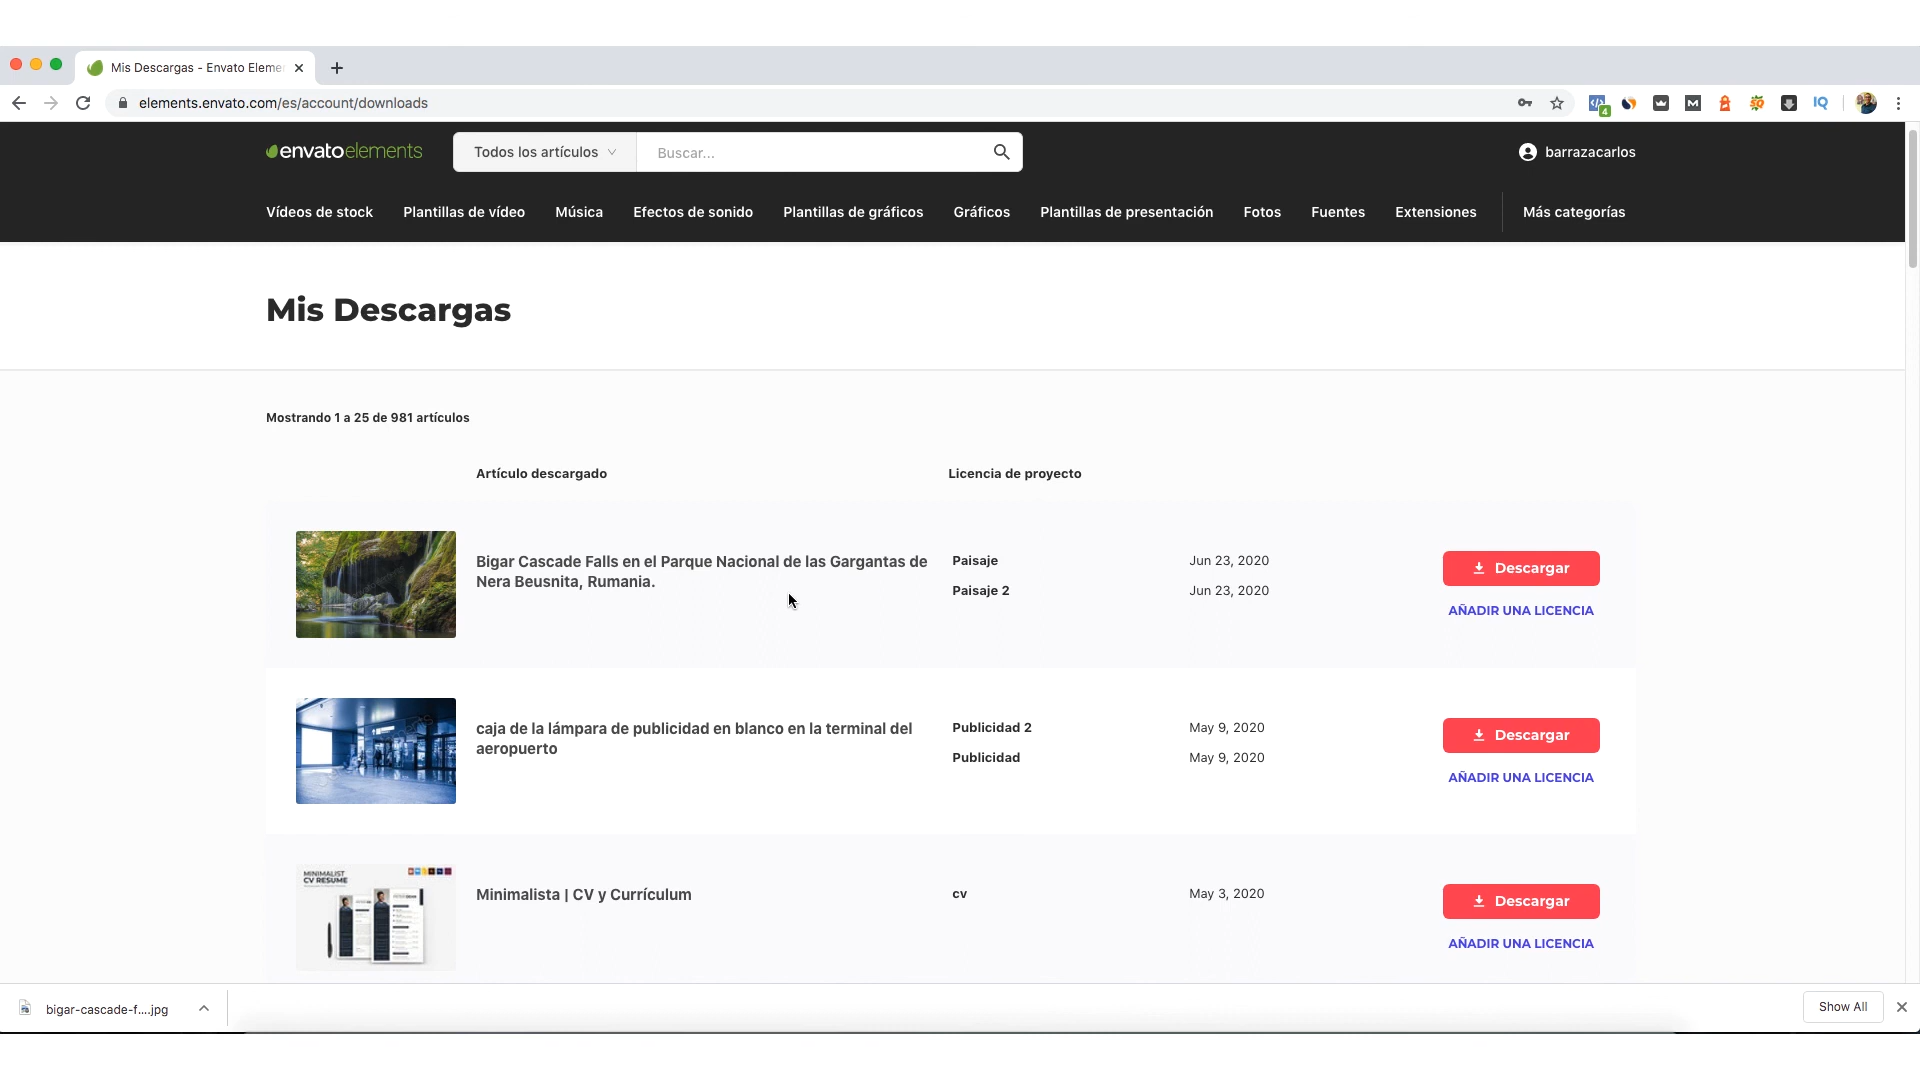 Mis Descargas - Envato Eleme
elements.envato.com/es/account/downloads
4
IQ
envatoelements
Todos los artículos
Buscar...
barrazacarlos
Vídeos de stock
Plantillas de vídeo
Música
Efectos de sonido
Plantillas de gráficos
Gráficos
Plantillas de presentación
Fotos
Fuentes
Extensiones
Más categorías
Mis Descargas
Mostrando 1 a 25 de 981 artículos
Artículo descargado
Licencia de proyecto
Bigar Cascade Falls en el Parque Nacional de las Gargantas de
Nera Beusnita, Rumania.
Paisaje
Jun 23, 2020
Paisaje 2
Jun 23, 2020
Descargar
AÑADIR UNA LICENCIA
caja de la lámpara de publicidad en blanco en la terminal del
aeropuerto
Publicidad 2
May 9, 2020
Publicidad
May 9, 2020
Descargar
AÑADIR UNA LICENCIA
MINIMALIST
CV RESUME
Minimalista | CV y Currículum
cv
May 3, 2020
Descargar
AÑADIR UNA LICENCIA
bigar-cascade-f....jpg
Show All